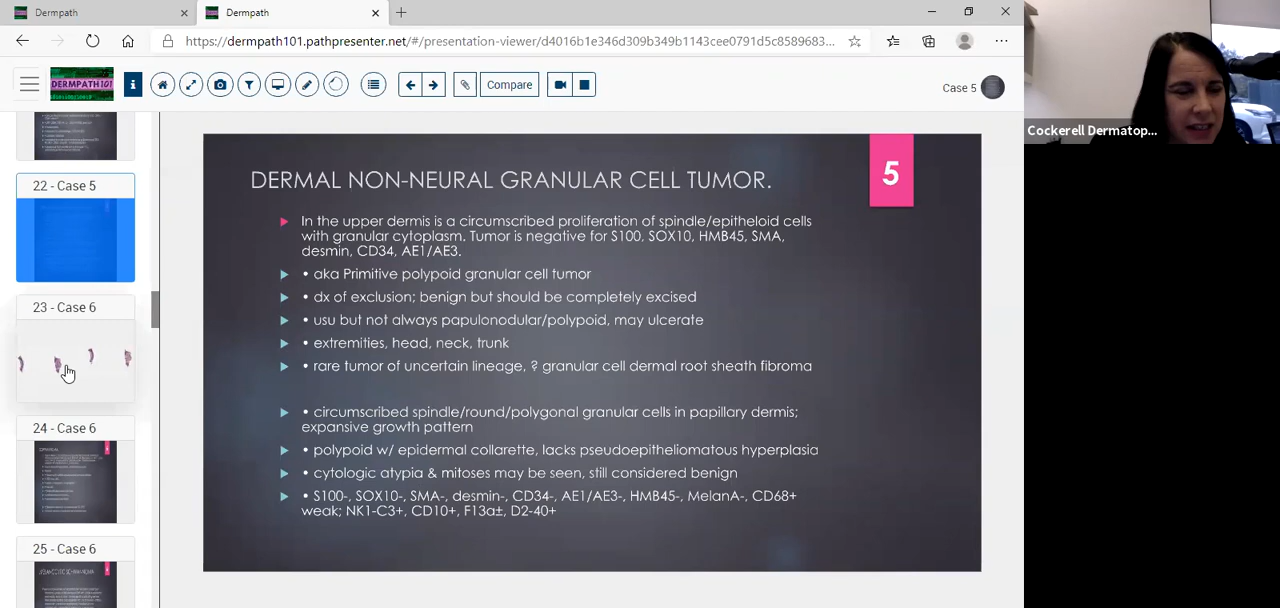 Dermpath
Dermpath
https://dermpath101.pathpresenter.net/#/presentation-viewer/d4016b1e346d309b349b1143cee0791d5c8589683...
DERMPATH 101
Compare
Case 5
Cockerell Dermatop...
22 - Case 5
23 - Case 6
24 - Case 6
25 - Case 6
5
DERMAL NON-NEURAL GRANULAR CELL TUMOR.
In the upper dermis is a circumscribed proliferation of spindle/epitheloid cells
with granular cytoplasm. Tumor is negative for S100, SOX10, HMB45, SMA,
desmin, CD34, AE1/AE3.
• aka Primitive polypoid granular cell tumor
• dx of exclusion; benign but should be completely excised
• usu but not always papulonodular/polypoid, may ulcerate
• extremities, head, neck, trunk
• rare tumor of uncertain lineage, ? granular cell dermal root sheath fibroma
• circumscribed spindle/round/polygonal granular cells in papillary dermis;
expansive growth pattern
• polypoid w/ epidermal collarette, lacks pseudoepitheliomatous hyperplasia
• cytologic atypia & mitoses may be seen, still considered benign
• S100-, SOX10-, SMA-, desmin-, CD34-, AE1/AE3-, HMB45-, MelanA-, CD68+
weak; NK1-C3+, CD10+, F13a±, D2-40+